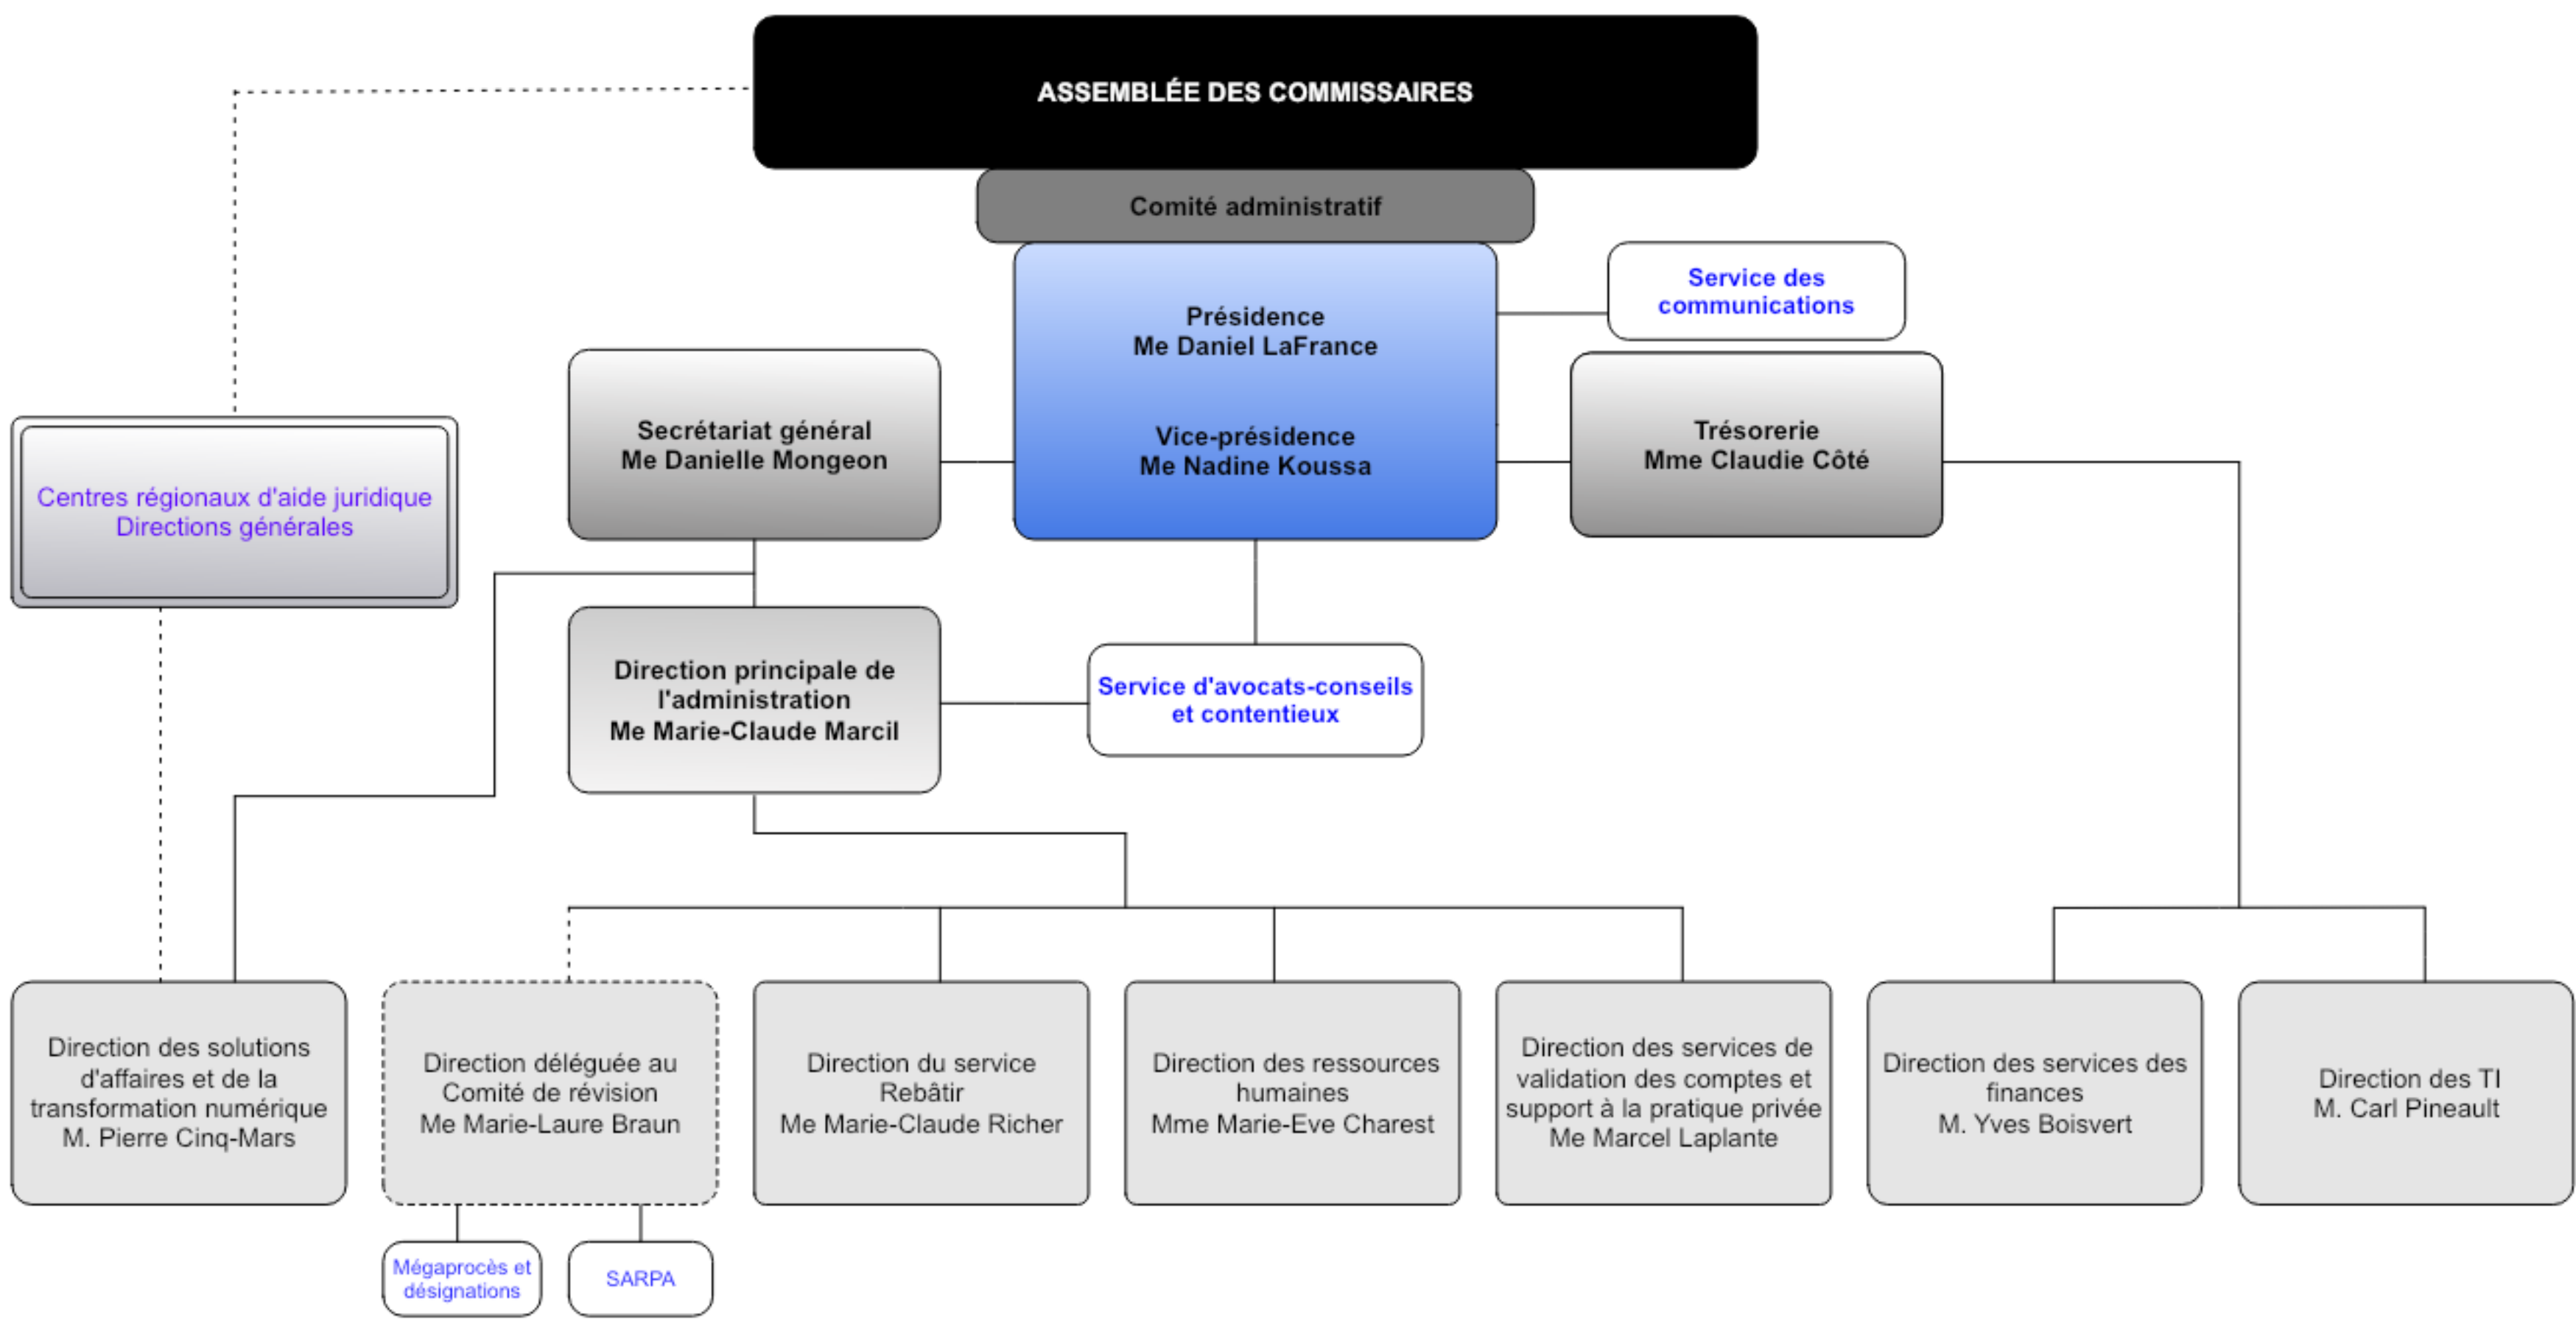 ASSEMBLÉE DES COMMISSAIRES
Comité administratif
Service des
communications
Présidence
Me Daniel LaFrance
Vice-présidence
Me Nadine Koussa
Secrétariat général
Me Danielle Mongeon
Trésorerie
Mme Claudie Côté
Centres régionaux d'aide juridique
Directions générales
Direction principale de
l'administration
Me Marie-Claude Marcil
Service d'avocats-conseils
et contentieux
Direction des solutions
d'affaires et de la
transformation numérique
M. Pierre Cinq-Mars
Direction déléguée au
Comité de révision
Me Marie-Laure Braun
Direction du service
Rebâtir
Me Marie-Claude Richer
Direction des ressources
humaines
Mme Marie-Eve Charest
Direction des services de
validation des comptes et
support à la pratique privée
Me Marcel Laplante
Direction des services des
finances
M. Yves Boisvert
Direction des TI
M. Carl Pineault
Mégaprocès et
désignations
SARPA